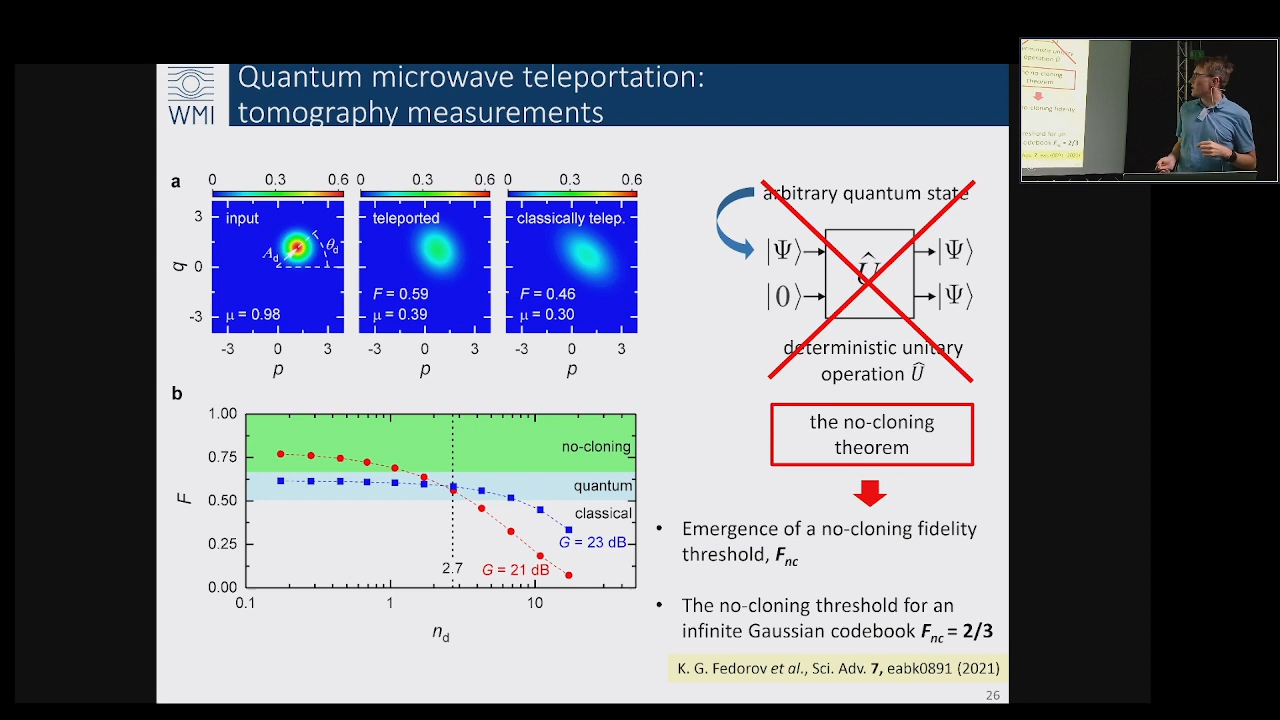 WMI
Quantum microwave teleportation:
tomography measurements
a
0 0.3 0.6 0 0.3 0.6 0 0.3 0.6
input
teleported
classically telep.
A_d
θ_d
q
3
0
-3
μ = 0.98
F = 0.59
μ = 0.39
F = 0.46
μ = 0.30
-3 0 3 -3 0 3 -3 0 3
p p p
b
F
1.00
0.75
0.50
0.25
0.00
no-cloning
quantum
classical
G = 23 dB
2.7
G = 21 dB
0.1 1 10
n_d
arbitrary quantum state
|Ψ⟩ |Ψ⟩
Û
|0⟩ |Ψ⟩
deterministic unitary
operation Û
the no-cloning
theorem
• Emergence of a no-cloning fidelity
threshold, F_nc
• The no-cloning threshold for an
infinite Gaussian codebook F_nc = 2/3
K. G. Fedorov et al., Sci. Adv. 7, eabk0891 (2021)
26
operation Û
theorem